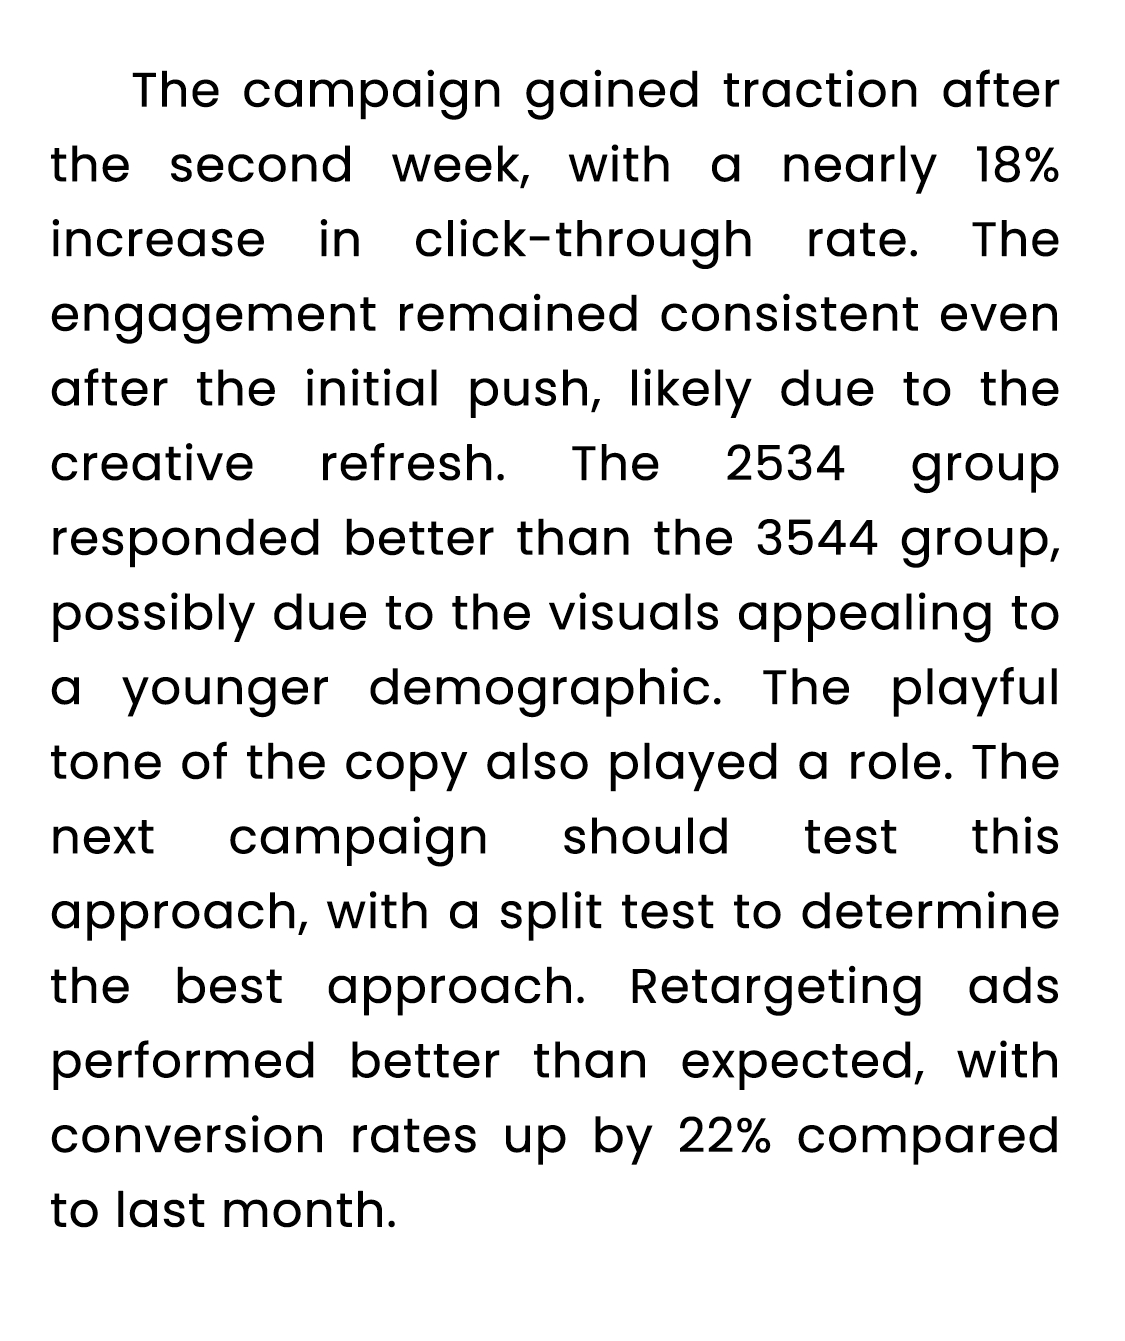 The campaign gained traction after
the second week, with a nearly 18%
increase in click-through rate. The
engagement remained consistent even
after the initial push, likely due to the
creative refresh. The 2534 group
responded better than the 3544 group,
possibly due to the visuals appealing to
a younger demographic. The playful
tone of the copy also played a role. The
next campaign should test this
approach, with a split test to determine
the best approach. Retargeting ads
performed better than expected, with
conversion rates up by 22% compared
to last month.